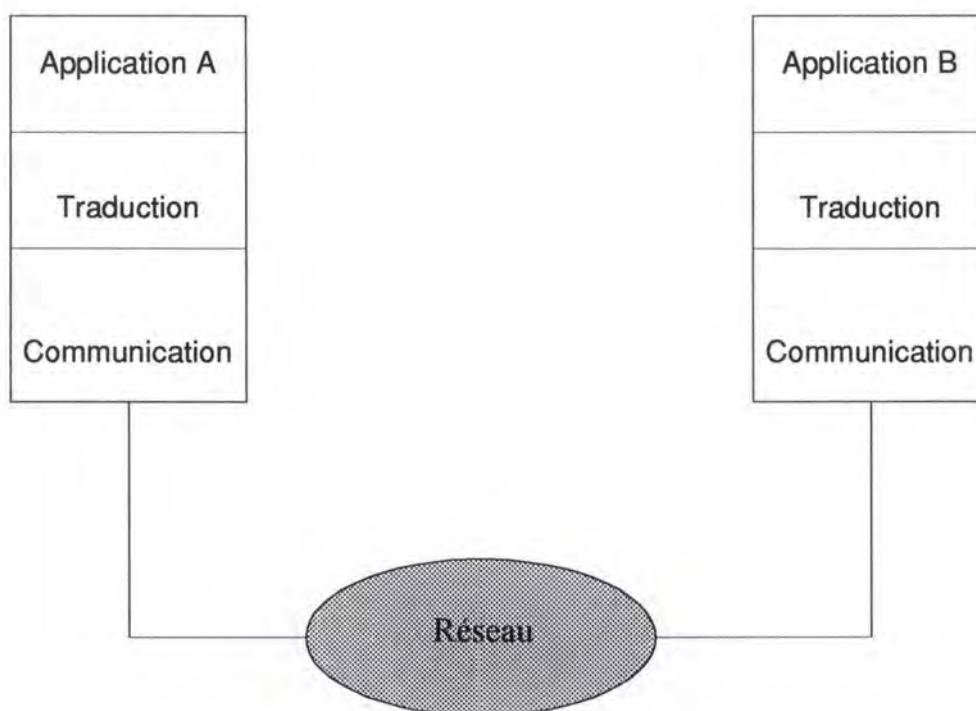 Application A
Traduction
Communication
Application B
Traduction
Communication
Réseau